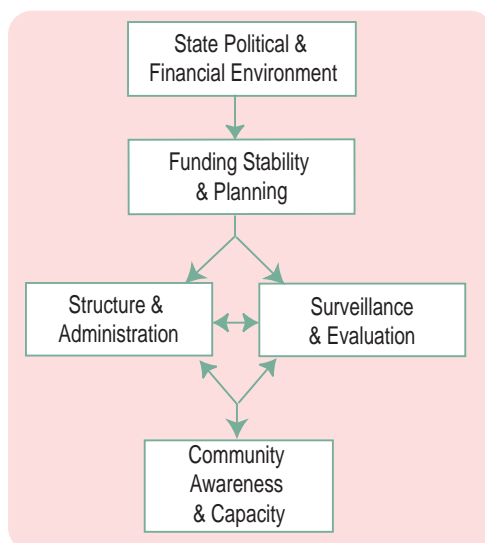 State Political &
Financial Environment
Funding Stability
& Planning
Structure &
Administration
Surveillance
& Evaluation
Community
Awareness
& Capacity